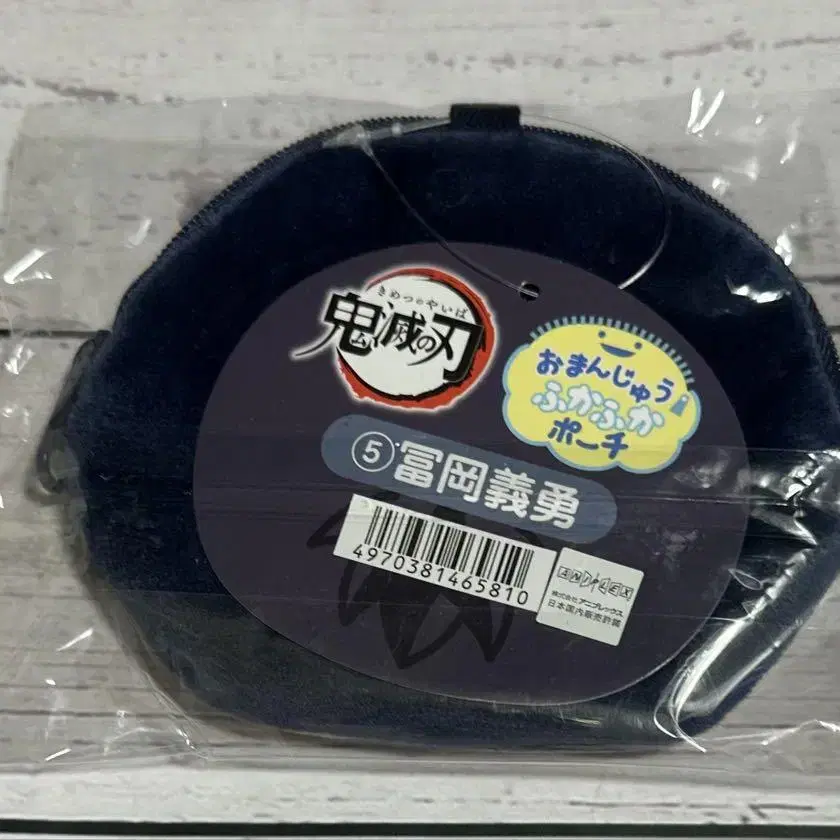 きめつのやいば
鬼滅の刃
おまんじゅう
ふかふか
ポーチ
⑤冨岡義勇
4970381465810
ANIPLEX
株式会社アニプレックス
日本国内販売許諾